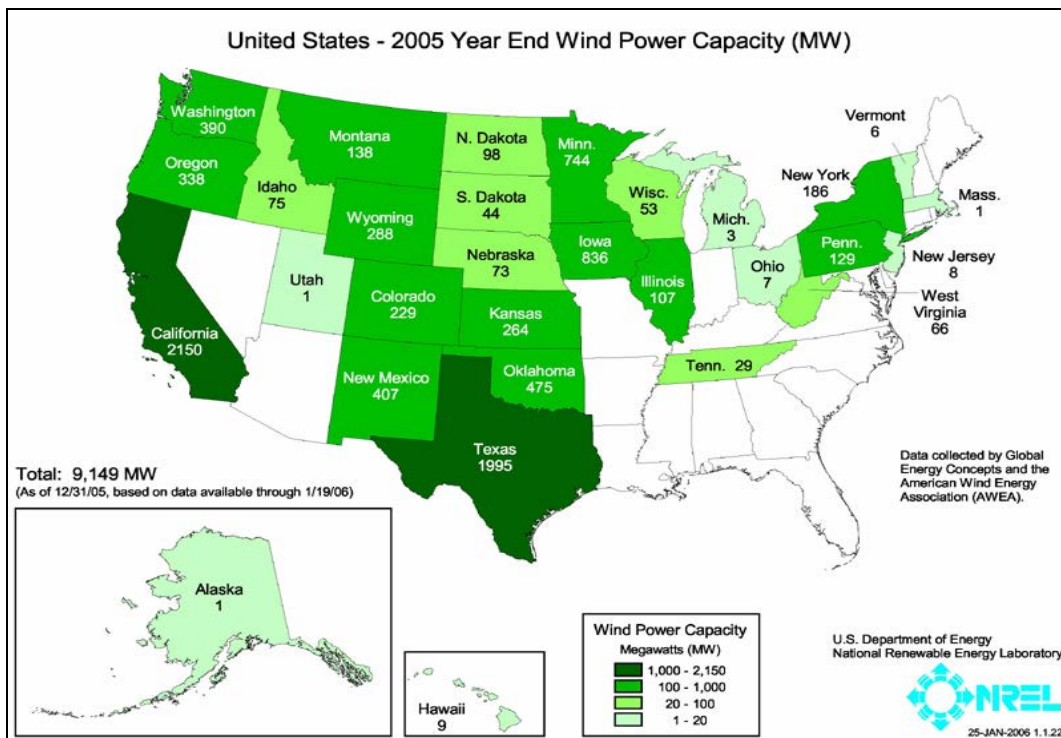 United States - 2005 Year End Wind Power Capacity (MW)
Washington
390
Oregon
338
Idaho
75
Montana
138
N. Dakota
98
S. Dakota
44
Minn.
744
Wisc.
53
Mich.
3
Vermont
6
New York
186
Mass.
1
Wyoming
288
Nebraska
73
Iowa
836
Illinois
107
Ohio
7
Penn.
129
New Jersey
8
West
Virginia
66
Utah
1
Colorado
229
Kansas
264
California
2150
New Mexico
407
Oklahoma
475
Tenn. 29
Texas
1995
Total: 9,149 MW
(As of 12/31/05, based on data available through 1/19/06)
Data collected by Global
Energy Concepts and the
American Wind Energy
Association (AWEA).
Alaska
1
Hawaii
9
Wind Power Capacity
Megawatts (MW)
1,000 - 2,150
100 - 1,000
20 - 100
1 - 20
U.S. Department of Energy
National Renewable Energy Laboratory
NREL
25-JAN-2006 1.1.22